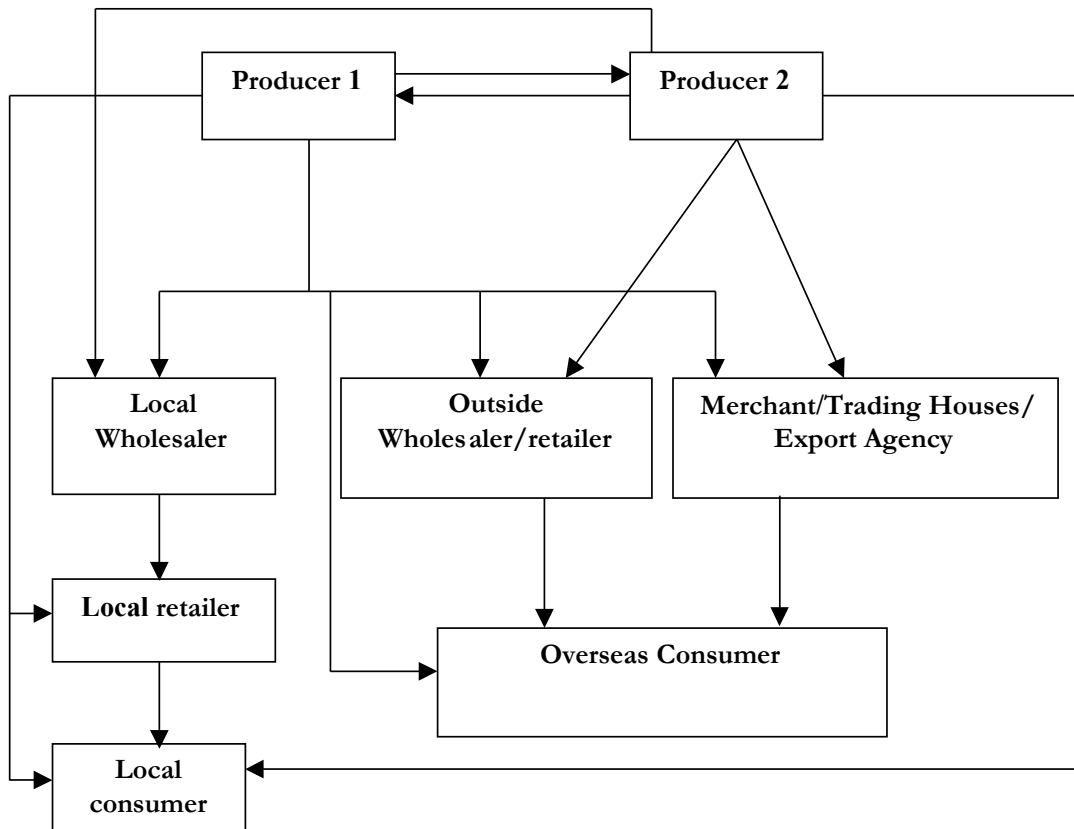 Producer 1
Producer 2
Local
Wholesaler
Outside
Wholesaler/retailer
Merchant/Trading Houses/
Export Agency
Local retailer
Overseas Consumer
Local
consumer